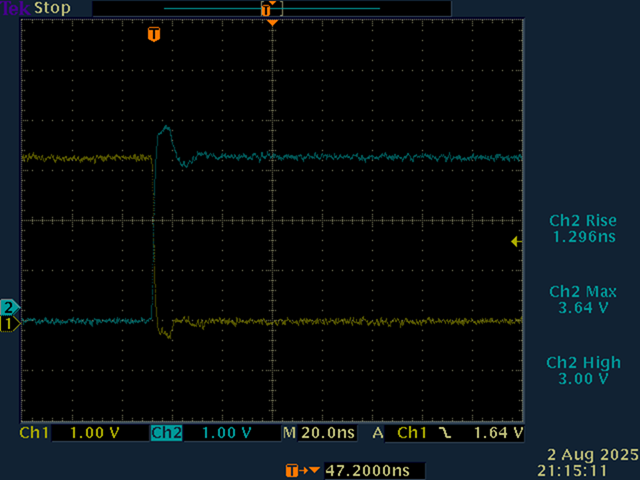 Tek Stop
T
T
2
1
Ch2 Rise
1.296ns
Ch2 Max
3.64 V
Ch2 High
3.00 V
Ch1 1.00 V Ch2 1.00 V M 20.0ns A Ch1 1.64 V
T 47.2000ns
2 Aug 2025
21:15:11